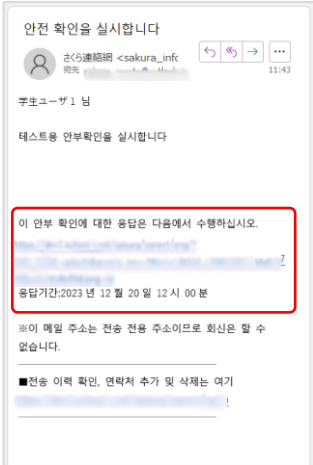 안전 확인을 실시합니다
さくら連絡網 <sakura_infc
宛先
11:43
学生ユーザ1 님
테스트용 안부확인을 실시합니다
이 안부 확인에 대한 응답은 다음에서 수행하십시오.
응답기간:2023 년 12 월 20 일 12 시 00 분
※이 메일 주소는 전송 전용 주소이므로 회신은 할 수
없습니다.
■전송 이력 확인, 연락처 추가 및 삭제는 여기